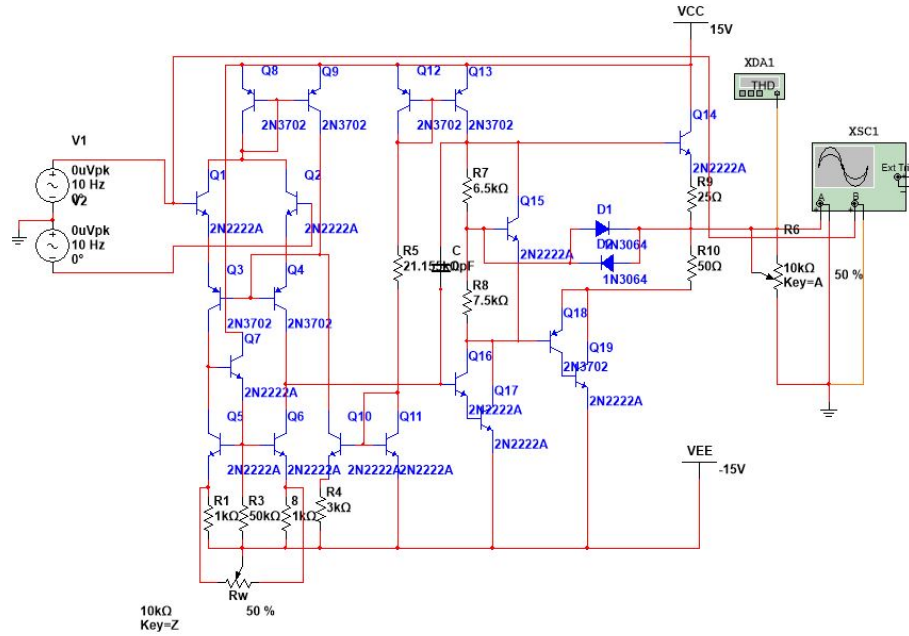 VCC
15V
XDA1
THD
Q8
Q9
Q12
Q13
2N3702
2N3702
2N3702
2N3702
Q14
2N2222A
XSC1
Ext Tri
A
B
V1
0uVpk
10 Hz
0°
V2
0uVpk
10 Hz
0°
Q1
Q2
2N2222A
2N2222A
R7
6.5kΩ
Q15
2N2222A
R9
25Ω
D1
1N3064
D2
1N3064
R6
10kΩ
Key=A
50 %
R5
C
R10
50Ω
Q3
Q4
2N3702
2N3702
R8
7.5kΩ
Q7
2N2222A
Q16
2N2222A
Q17
2N2222A
Q18
2N3702
Q19
2N2222A
Q5
Q6
Q10
Q11
2N2222A
2N2222A
2N2222A
2N2222A
VEE
-15V
R1
1kΩ
R3
50kΩ
8
1kΩ
R4
3kΩ
Rw
10kΩ
Key=Z
50 %